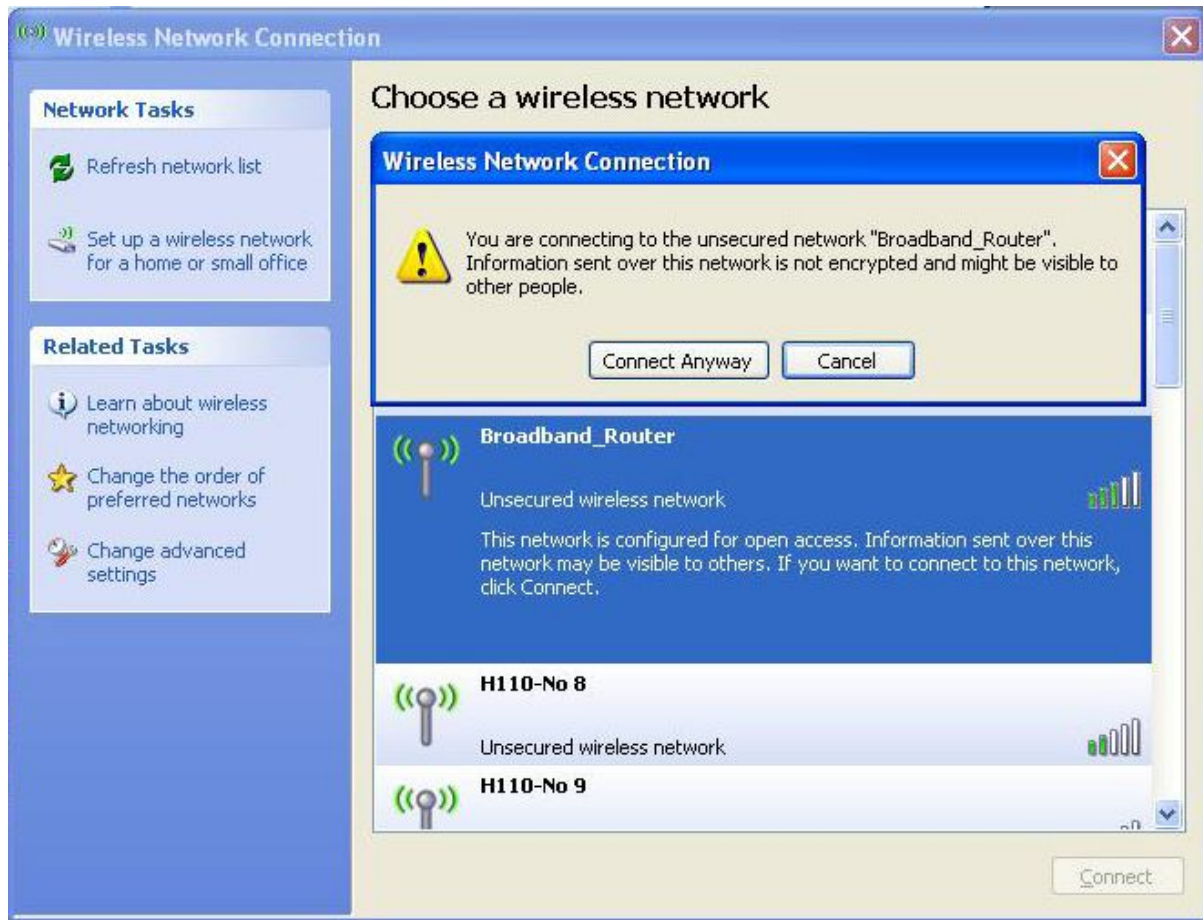 Wireless Network Connection
Network Tasks
Refresh network list
Set up a wireless network
for a home or small office
Related Tasks
Learn about wireless
networking
Change the order of
preferred networks
Change advanced
settings
Choose a wireless network
Wireless Network Connection
You are connecting to the unsecured network "Broadband_Router".
Information sent over this network is not encrypted and might be visible to
other people.
Connect Anyway
Cancel
Broadband_Router
Unsecured wireless network
This network is configured for open access. Information sent over this
network may be visible to others. If you want to connect to this network,
click Connect.
H110-No 8
Unsecured wireless network
H110-No 9
Connect